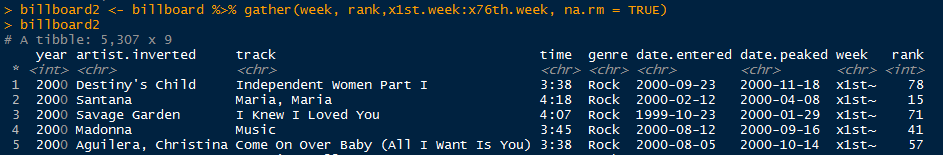 > billboard2 <- billboard %>% gather(week, rank,x1st.week:x76th.week, na.rm = TRUE)
> billboard2
# A tibble: 5,307 x 9
year artist.inverted track time genre date.entered date.peaked week rank
* <int> <chr> <chr> <chr> <chr> <chr> <chr> <chr> <int>
1 2000 Destiny's Child Independent Women Part I 3:38 Rock 2000-09-23 2000-11-18 x1st~ 78
2 2000 Santana Maria, Maria 4:18 Rock 2000-02-12 2000-04-08 x1st~ 15
3 2000 Savage Garden I Knew I Loved You 4:07 Rock 1999-10-23 2000-01-29 x1st~ 71
4 2000 Madonna Music 3:45 Rock 2000-08-12 2000-09-16 x1st~ 41
5 2000 Aguilera, Christina Come On Over Baby (All I Want Is You) 3:38 Rock 2000-08-05 2000-10-14 x1st~ 57